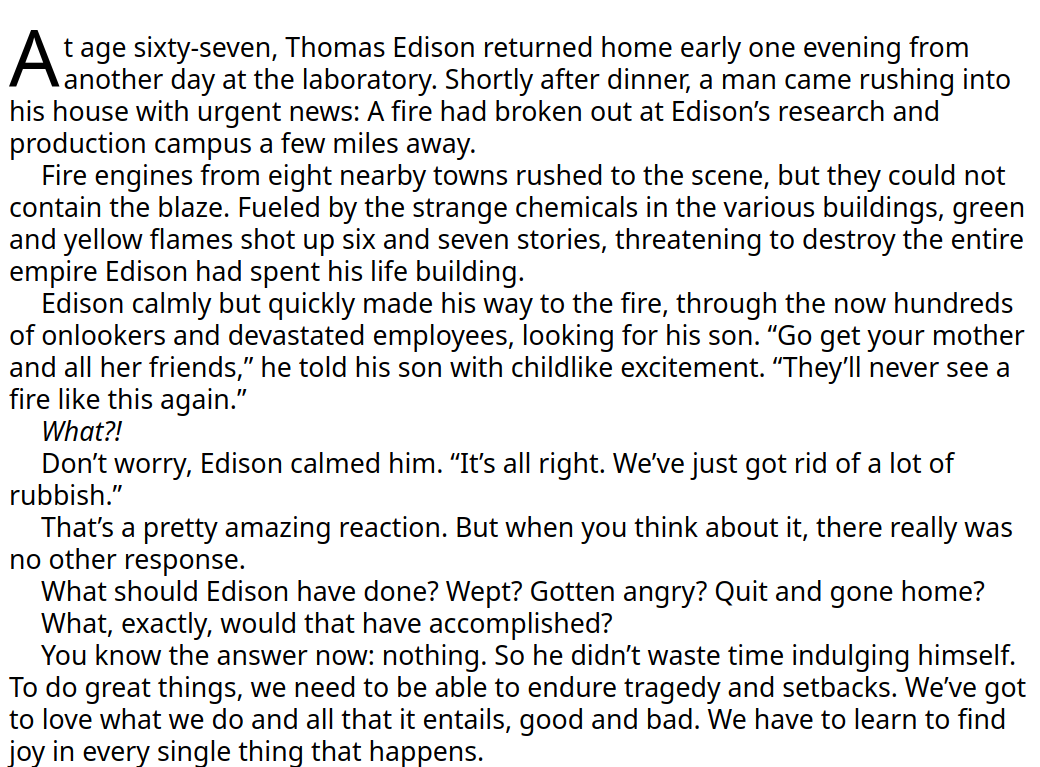 At age sixty-seven, Thomas Edison returned home early one evening from
another day at the laboratory. Shortly after dinner, a man came rushing into
his house with urgent news: A fire had broken out at Edison’s research and
production campus a few miles away.
Fire engines from eight nearby towns rushed to the scene, but they could not
contain the blaze. Fueled by the strange chemicals in the various buildings, green
and yellow flames shot up six and seven stories, threatening to destroy the entire
empire Edison had spent his life building.
Edison calmly but quickly made his way to the fire, through the now hundreds
of onlookers and devastated employees, looking for his son. “Go get your mother
and all her friends,” he told his son with childlike excitement. “They’ll never see a
fire like this again.”
What?!
Don’t worry, Edison calmed him. “It’s all right. We’ve just got rid of a lot of
rubbish.”
That’s a pretty amazing reaction. But when you think about it, there really was
no other response.
What should Edison have done? Wept? Gotten angry? Quit and gone home?
What, exactly, would that have accomplished?
You know the answer now: nothing. So he didn’t waste time indulging himself.
To do great things, we need to be able to endure tragedy and setbacks. We’ve got
to love what we do and all that it entails, good and bad. We have to learn to find
joy in every single thing that happens.